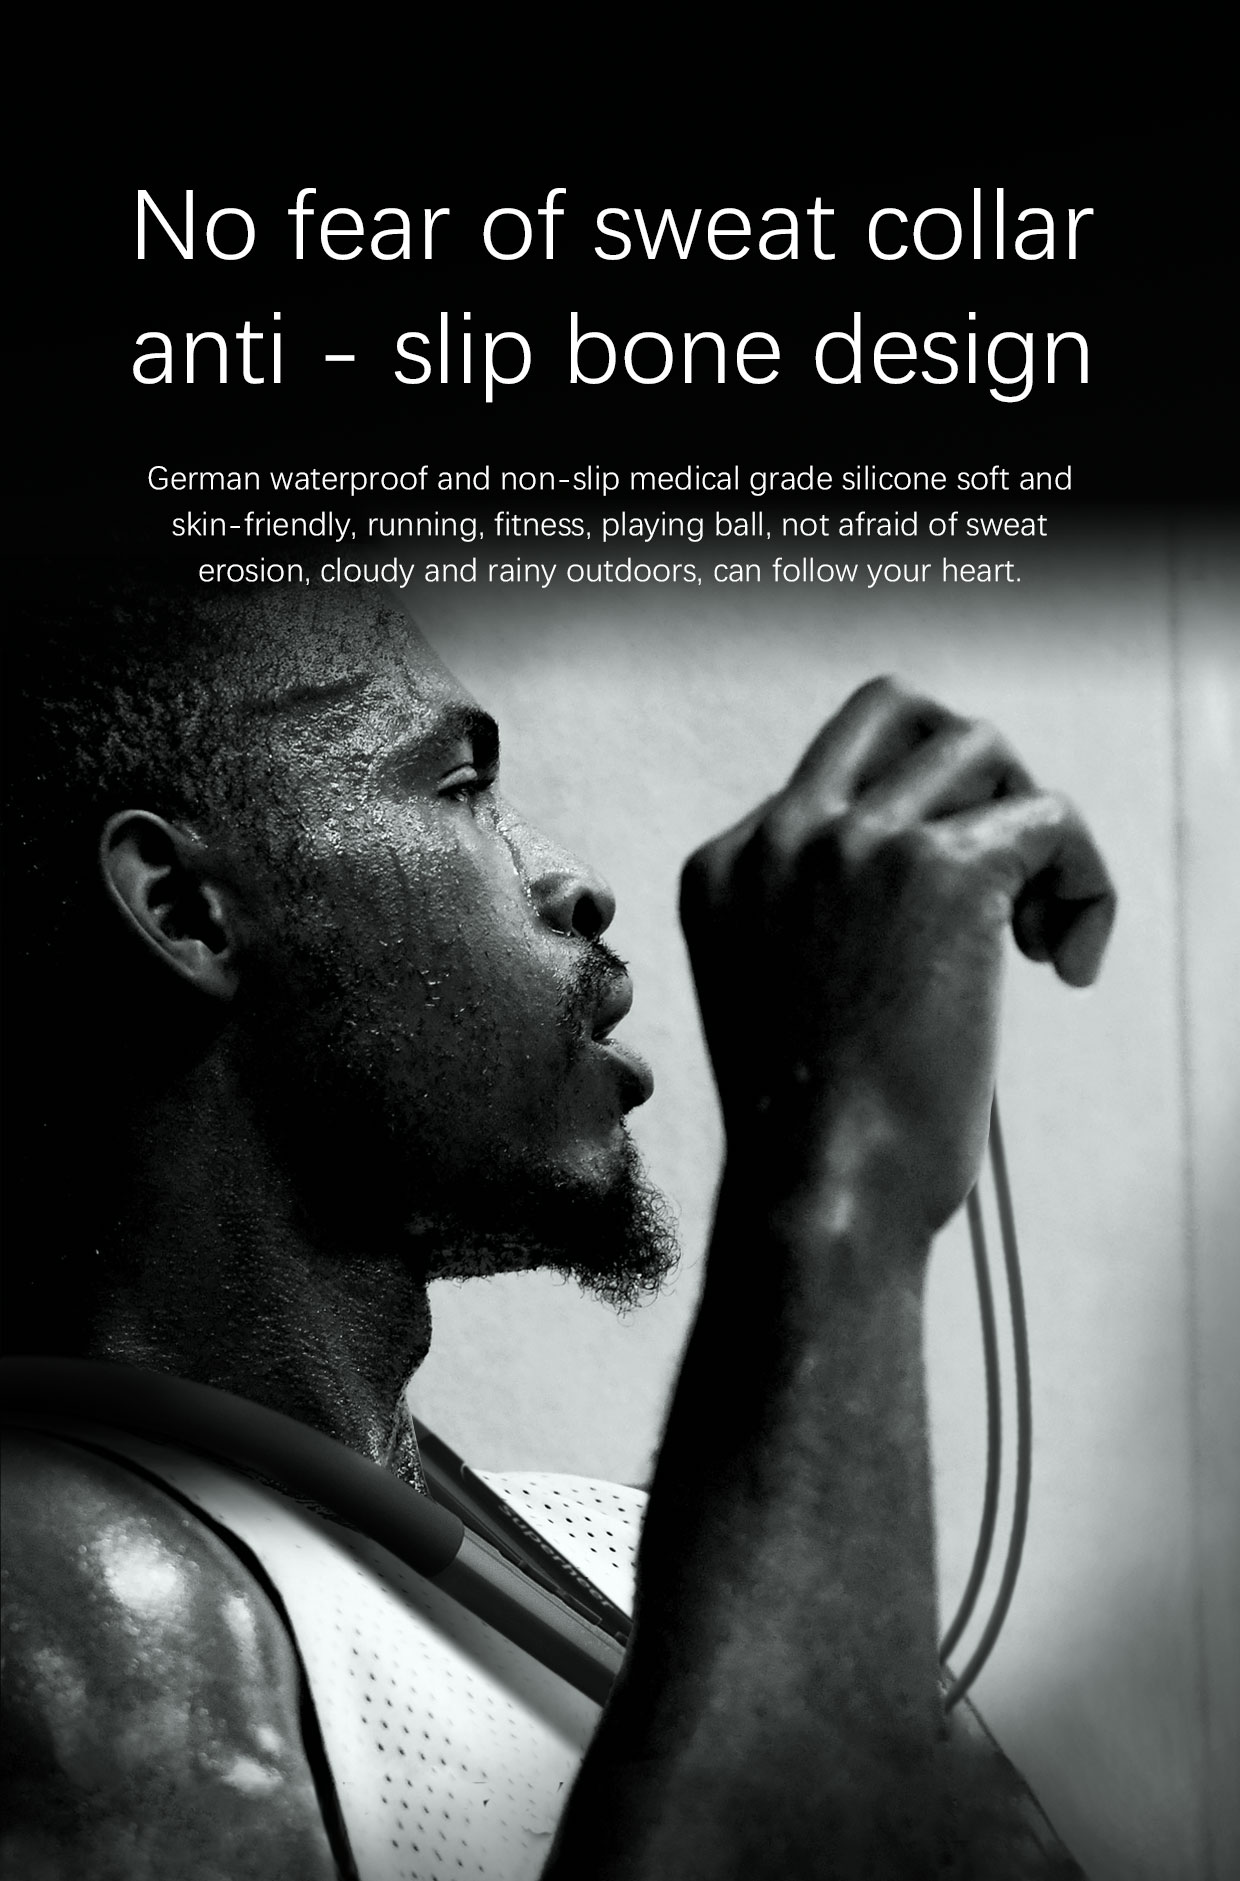 No fear of sweat collar
anti - slip bone design
German waterproof and non-slip medical grade silicone soft and
skin-friendly, running, fitness, playing ball, not afraid of sweat
erosion, cloudy and rainy outdoors, can follow your heart.
superheer